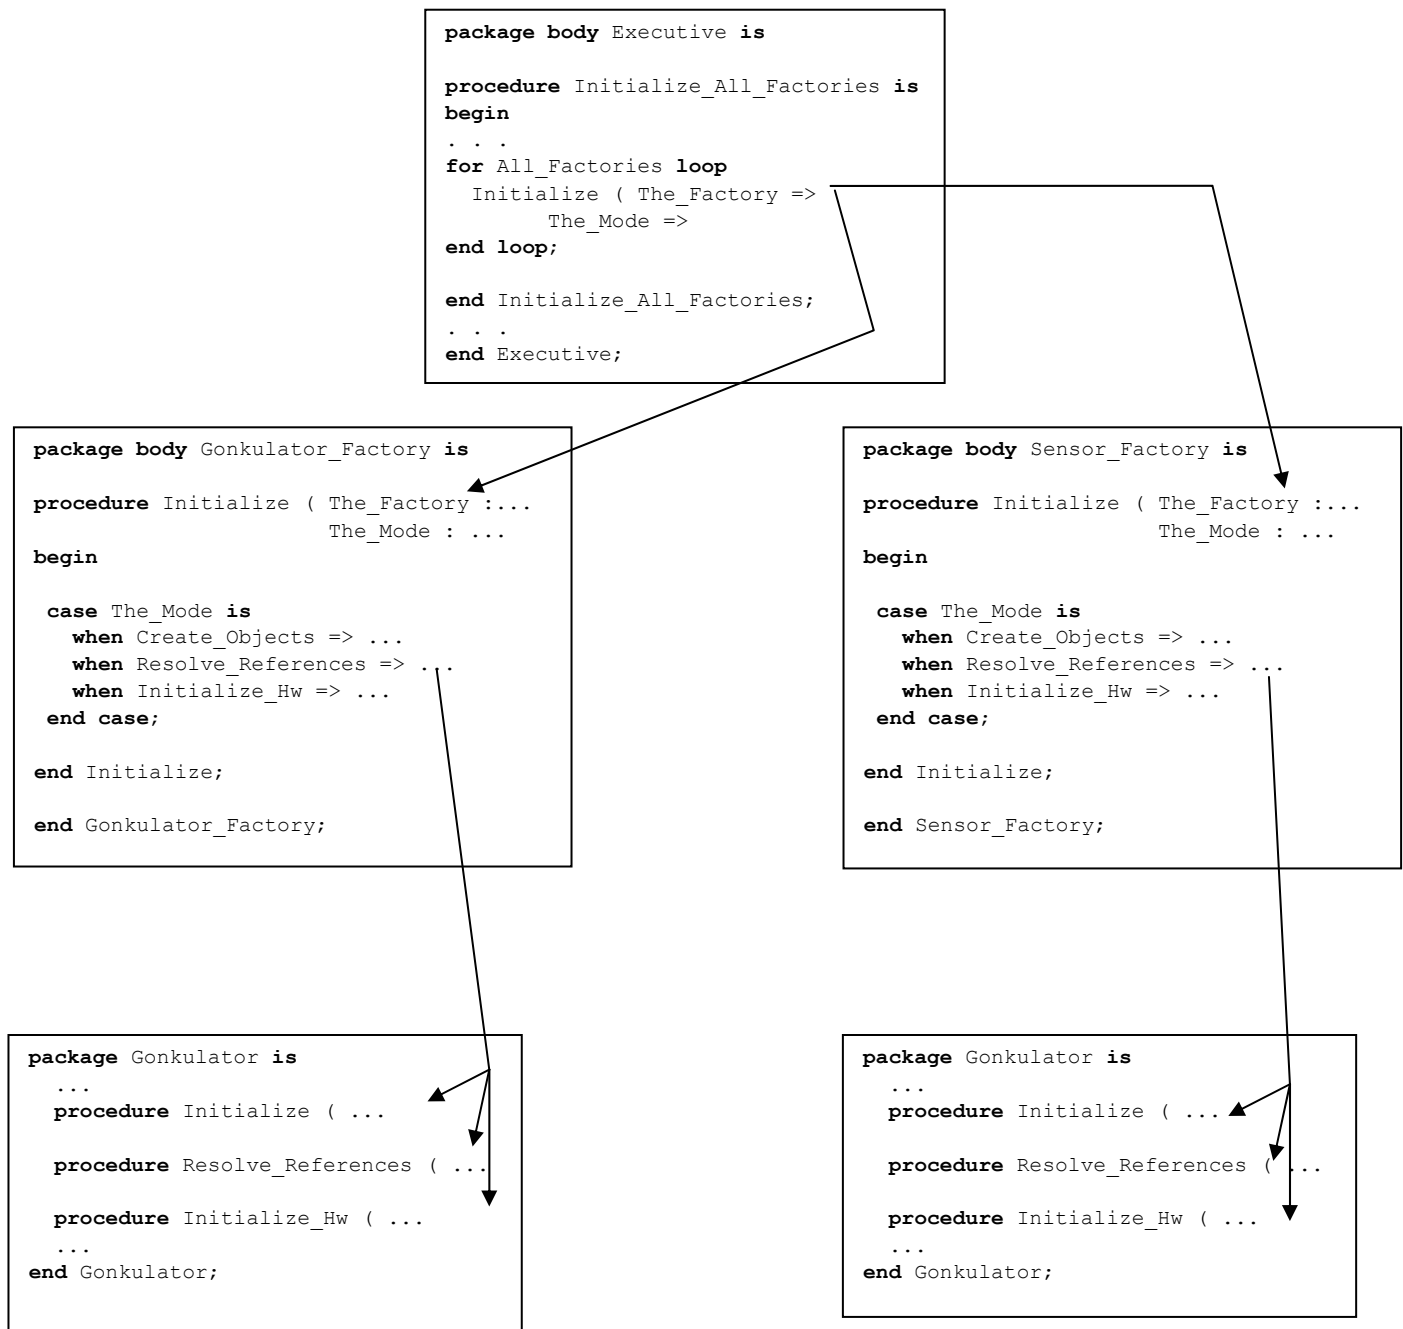 package body Executive is
procedure Initialize_All_Factories is
begin
. . .
for All_Factories loop
Initialize ( The_Factory =>
The_Mode =>
end loop;
end Initialize_All_Factories;
. . .
end Executive;
package body Gonkulator_Factory is
procedure Initialize ( The_Factory :...
The_Mode : ...
begin
case The_Mode is
when Create_Objects => ...
when Resolve_References => ...
when Initialize_Hw => ...
end case;
end Initialize;
end Gonkulator_Factory;
package body Sensor_Factory is
procedure Initialize ( The_Factory :...
The_Mode : ...
begin
case The_Mode is
when Create_Objects => ...
when Resolve_References => ...
when Initialize_Hw => ...
end case;
end Initialize;
end Sensor_Factory;
package Gonkulator is
...
procedure Initialize ( ...
procedure Resolve_References ( ...
procedure Initialize_Hw ( ...
...
end Gonkulator;
package Gonkulator is
...
procedure Initialize ( ...
procedure Resolve_References ( ...
procedure Initialize_Hw ( ...
...
end Gonkulator;